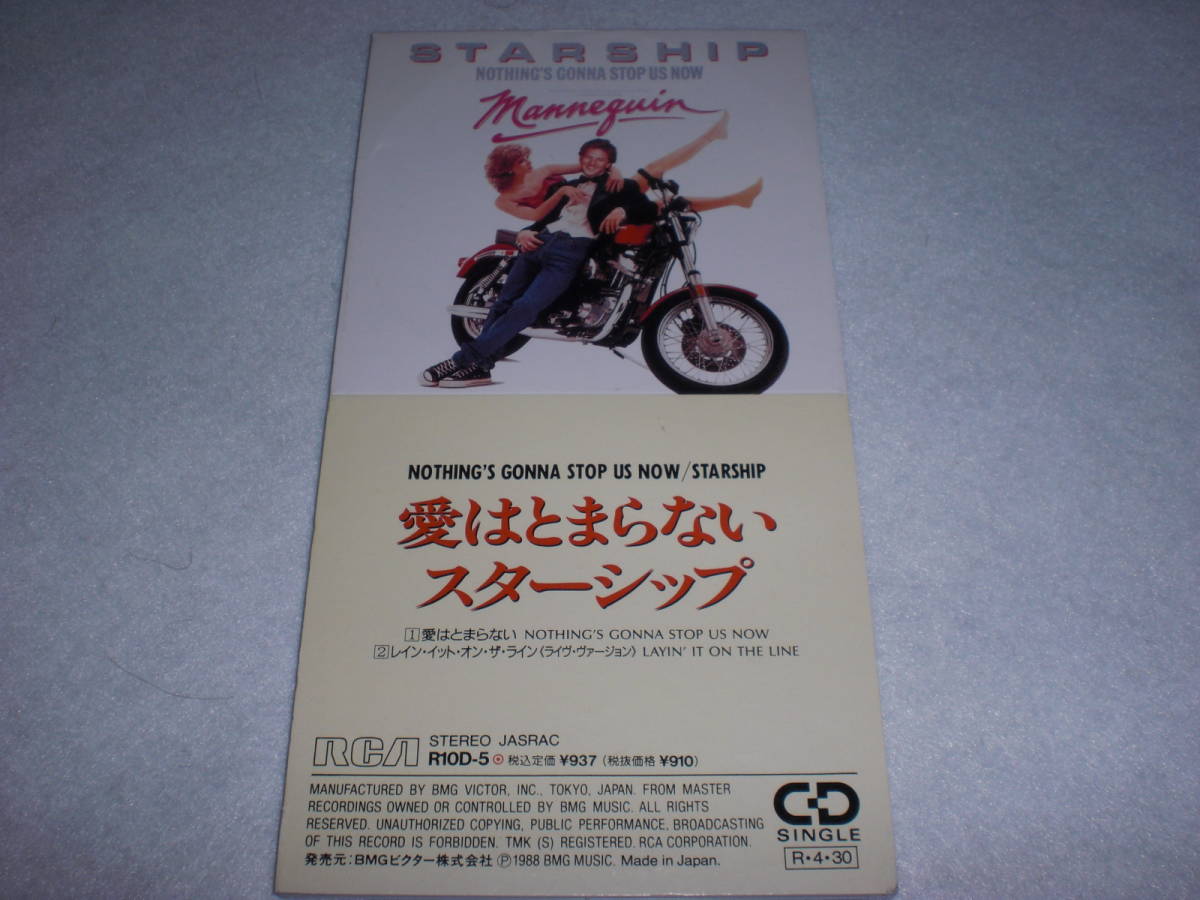 STARSHIP
NOTHING'S GONNA STOP US NOW
Mannequin
NOTHING'S GONNA STOP US NOW/STARSHIP
愛はとまらない
スターシップ
1 愛はとまらない NOTHING'S GONNA STOP US NOW
2 レイン・イット・オン・ザ・ライン〈ライヴ・ヴァージョン〉 LAYIN' IT ON THE LINE
RCA
STEREO JASRAC
R10D-5 税込定価 ¥937 (税抜価格 ¥910)
MANUFACTURED BY BMG VICTOR, INC., TOKYO, JAPAN. FROM MASTER
RECORDINGS OWNED OR CONTROLLED BY BMG MUSIC. ALL RIGHTS
RESERVED. UNAUTHORIZED COPYING, PUBLIC PERFORMANCE, BROADCASTING
OF THIS RECORD IS FORBIDDEN. TMK (S) REGISTERED. RCA CORPORATION.
発売元:BMGビクター株式会社 Ⓟ1988 BMG MUSIC. Made in Japan.
CD
SINGLE
R・4・30